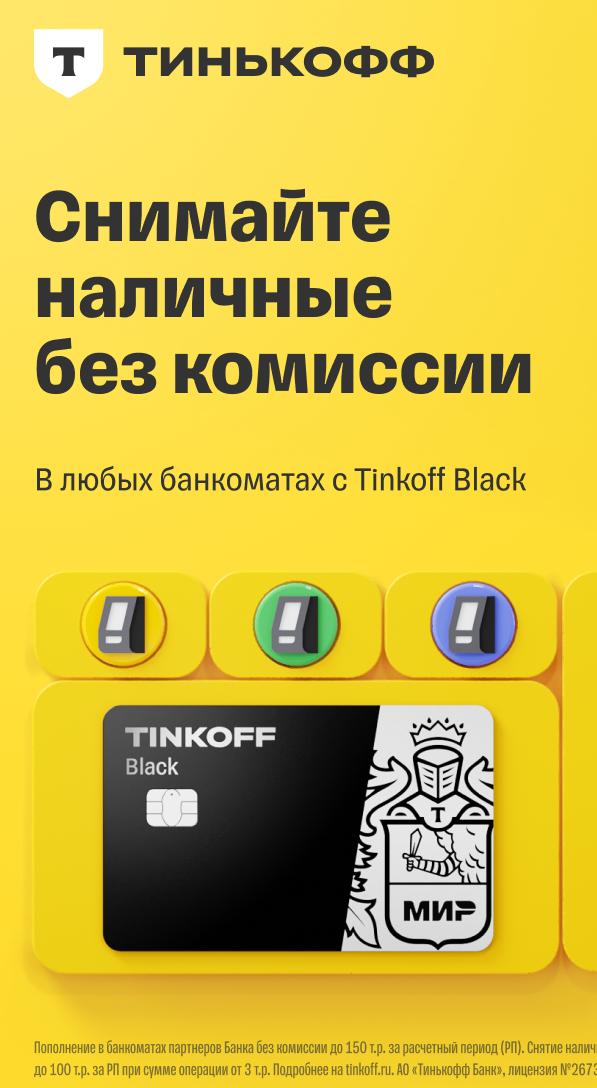 Т ТИНЬКОФФ
Снимайте
наличные
без комиссии
В любых банкоматах с Tinkoff Black
TINKOFF
Black
Т
МИР
Пополнение в банкоматах партнеров Банка без комиссии до 150 т.р. за расчетный период (РП). Снятие налич
до 100 т.р. за РП при сумме операции от 3 т.р. Подробнее на tinkoff.ru. АО «Тинькофф Банк», лицензия №2673